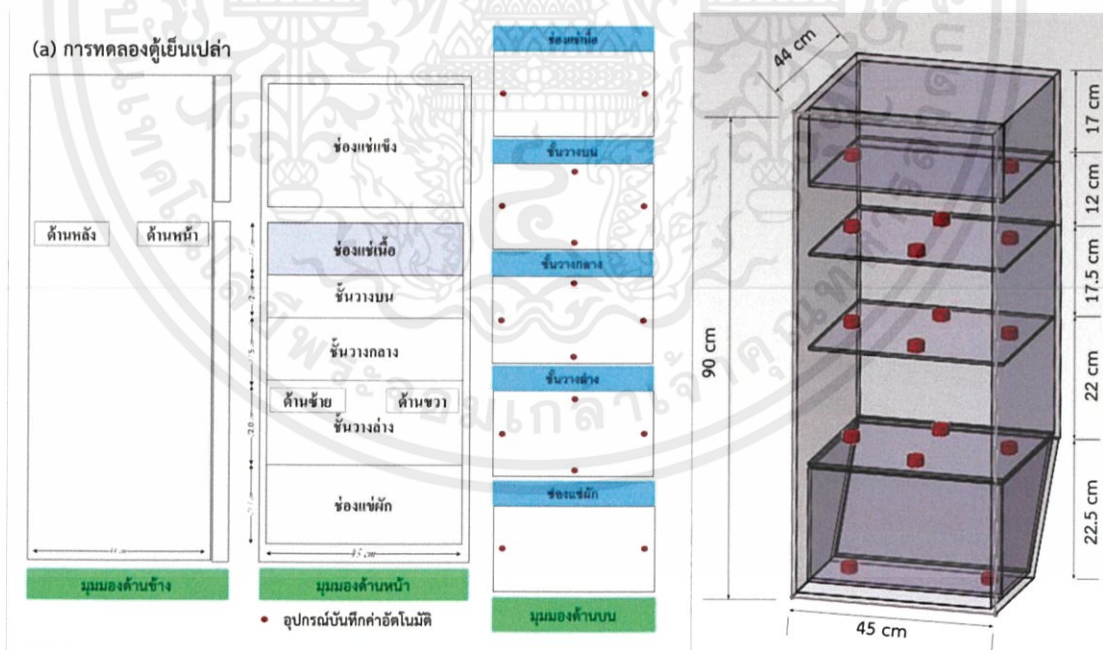 (a) การทดลองตู้เย็นเปล่า
ด้านหลัง
ด้านหน้า
44 cm
มุมมองด้านข้าง
ช่องแช่แข็ง
ช่องแช่เนื้อ
ชั้นวางบน
ชั้นวางกลาง
ด้านซ้าย
ด้านขวา
ชั้นวางล่าง
ช่องแช่ผัก
45 cm
มุมมองด้านหน้า
• อุปกรณ์บันทึกค่าอัตโนมัติ
ช่องแช่เนื้อ
ชั้นวางบน
ชั้นวางกลาง
ชั้นวางล่าง
ช่องแช่ผัก
มุมมองด้านบน
44 cm
17 cm
12 cm
17.5 cm
22 cm
22.5 cm
90 cm
45 cm